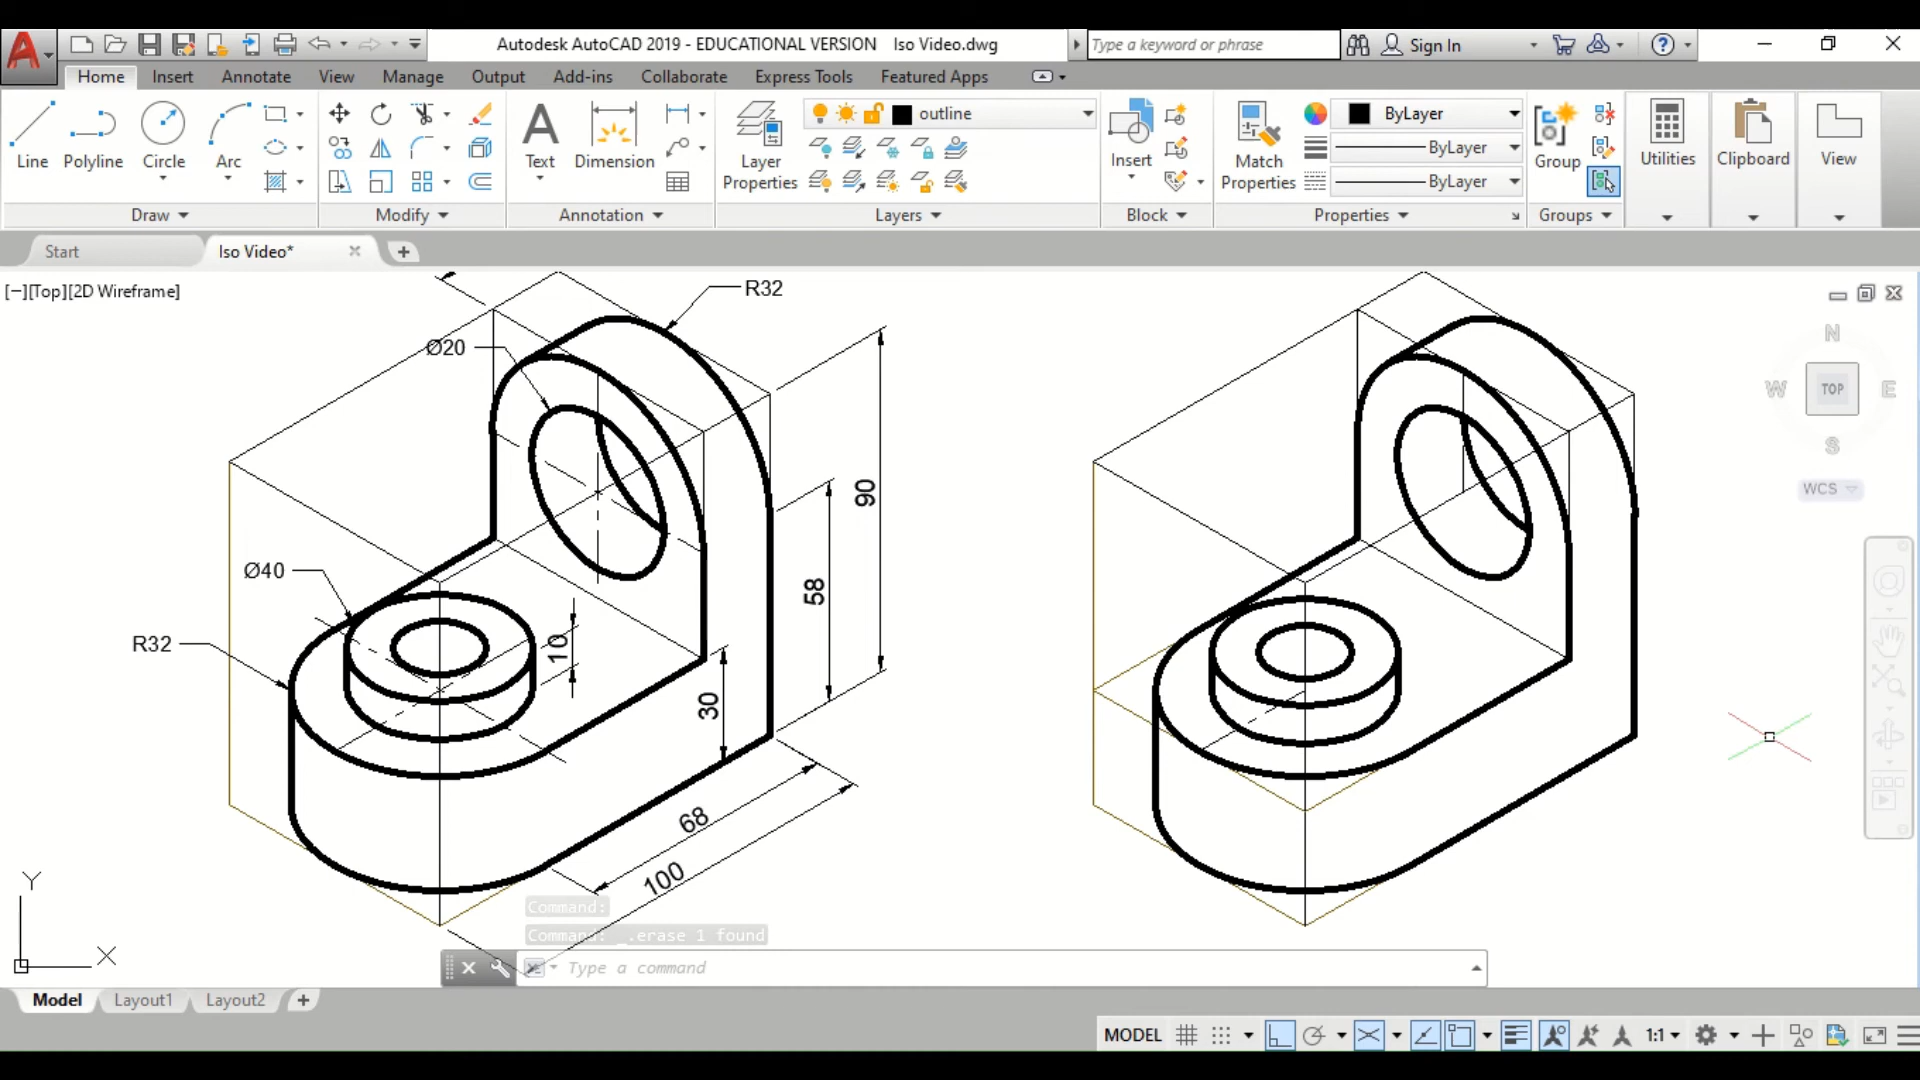 Autodesk AutoCAD 2019 - EDUCATIONAL VERSION Iso Video.dwg
Type a keyword or phrase
Sign In
Home Insert Annotate View Manage Output Add-ins Collaborate Express Tools Featured Apps
Line Polyline Circle Arc
Text Dimension
Layer Properties
outline
Insert
Match Properties
ByLayer
ByLayer
ByLayer
Group
Utilities
Clipboard
View
Draw Modify Annotation Layers Block Properties Groups
Start Iso Video*
[−][Top][2D Wireframe]
R32
Ø20
N
W TOP E
S
WCS
90
58
Ø40
R32
10
30
68
100
Y
X
Command:
Command: _.erase 1 found
Type a command
Model Layout1 Layout2
MODEL
1:1